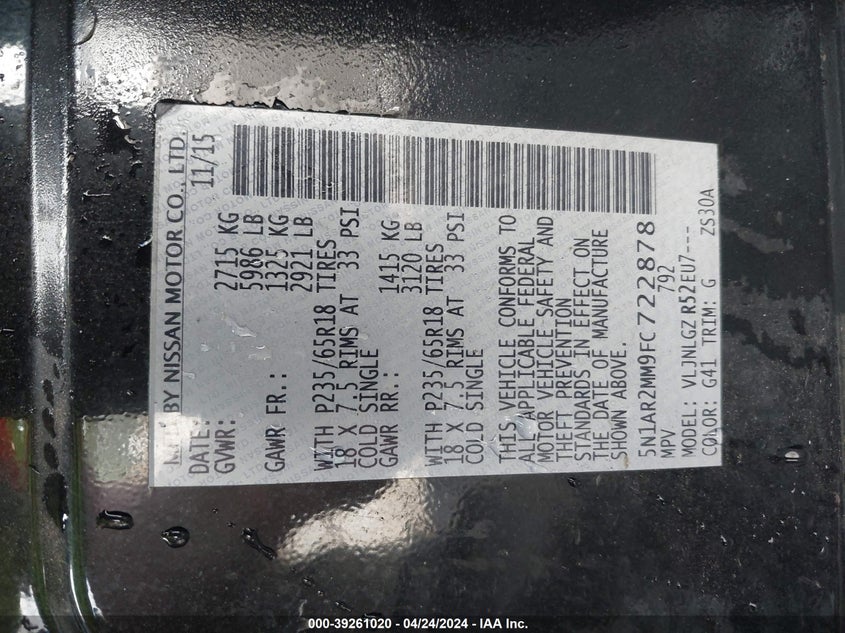 MFD BY NISSAN MOTOR CO., LTD.
DATE: 11/15
GVWR: 2715 KG
5986 LB
GAWR FR.: 1325 KG
2921 LB
WITH P235/65R18 TIRES
18 X 7.5 RIMS AT 33 PSI
COLD SINGLE
GAWR RR.: 1415 KG
3120 LB
WITH P235/65R18 TIRES
18 X 7.5 RIMS AT 33 PSI
COLD SINGLE
THIS VEHICLE CONFORMS TO
ALL APPLICABLE FEDERAL
MOTOR VEHICLE SAFETY AND
THEFT PREVENTION
STANDARDS IN EFFECT ON
THE DATE OF MANUFACTURE
SHOWN ABOVE.
5N1AR2MM9FC722878
MPV 792
MODEL: VLJNLGZ R52EU7---
COLOR: G41 TRIM: G ZS30A
000-39261020 - 04/24/2024 - IAA Inc.